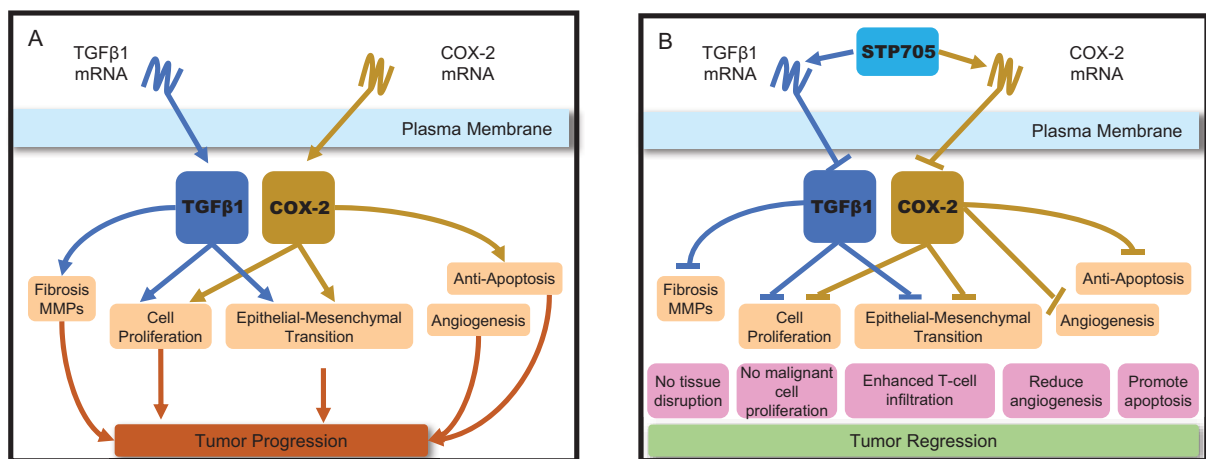 A
TGFβ1
mRNA
COX-2
mRNA
Plasma Membrane
TGFβ1
COX-2
Fibrosis
MMPs
Cell
Proliferation
Epithelial-Mesenchymal
Transition
Anti-Apoptosis
Angiogenesis
Tumor Progression
B
TGFβ1
mRNA
STP705
COX-2
mRNA
Plasma Membrane
TGFβ1
COX-2
Fibrosis
MMPs
Cell
Proliferation
Epithelial-Mesenchymal
Transition
Anti-Apoptosis
Angiogenesis
No tissue
disruption
No malignant
cell
proliferation
Enhanced T-cell
infiltration
Reduce
angiogenesis
Promote
apoptosis
Tumor Regression